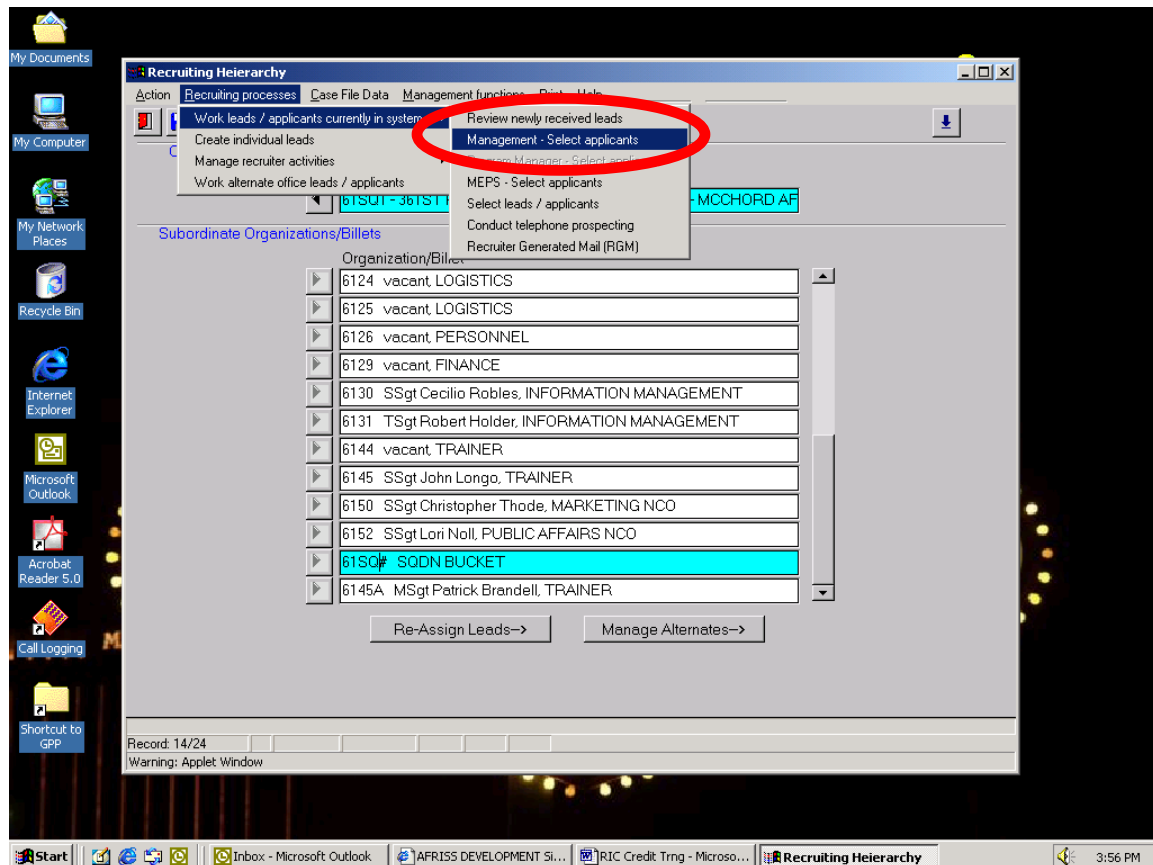 My Documents
My Computer
My Network
Places
Recycle Bin
Internet
Explorer
Microsoft
Outlook
Acrobat
Reader 5.0
Call Logging
Shortcut to
GPP
Recruiting Heierarchy
Action Recruiting processes Case File Data Management functions Print Help
Work leads / applicants currently in system
Create individual leads
Manage recruiter activities
Work alternate office leads / applicants
Review newly received leads
Management - Select applicants
Program Manager - Select
MEPS - Select applicants
Select leads / applicants
Conduct telephone prospecting
Recruiter Generated Mail (RGM)
- MCCHORD AF
Subordinate Organizations/Billets
Organization/Billet
6124 vacant, LOGISTICS
6125 vacant, LOGISTICS
6126 vacant, PERSONNEL
6129 vacant, FINANCE
6130 SSgt Cecilio Robles, INFORMATION MANAGEMENT
6131 TSgt Robert Holder, INFORMATION MANAGEMENT
6144 vacant, TRAINER
6145 SSgt John Longo, TRAINER
6150 SSgt Christopher Thode, MARKETING NCO
6152 SSgt Lori Noll, PUBLIC AFFAIRS NCO
61SQ# SQDN BUCKET
6145A MSgt Patrick Brandell, TRAINER
Re-Assign Leads-> Manage Alternates->
Record: 14/24
Warning: Applet Window
Start Inbox - Microsoft Outlook AFRISS DEVELOPMENT Si... RIC Credit Trng - Microso... Recruiting Heierarchy 3:56 PM